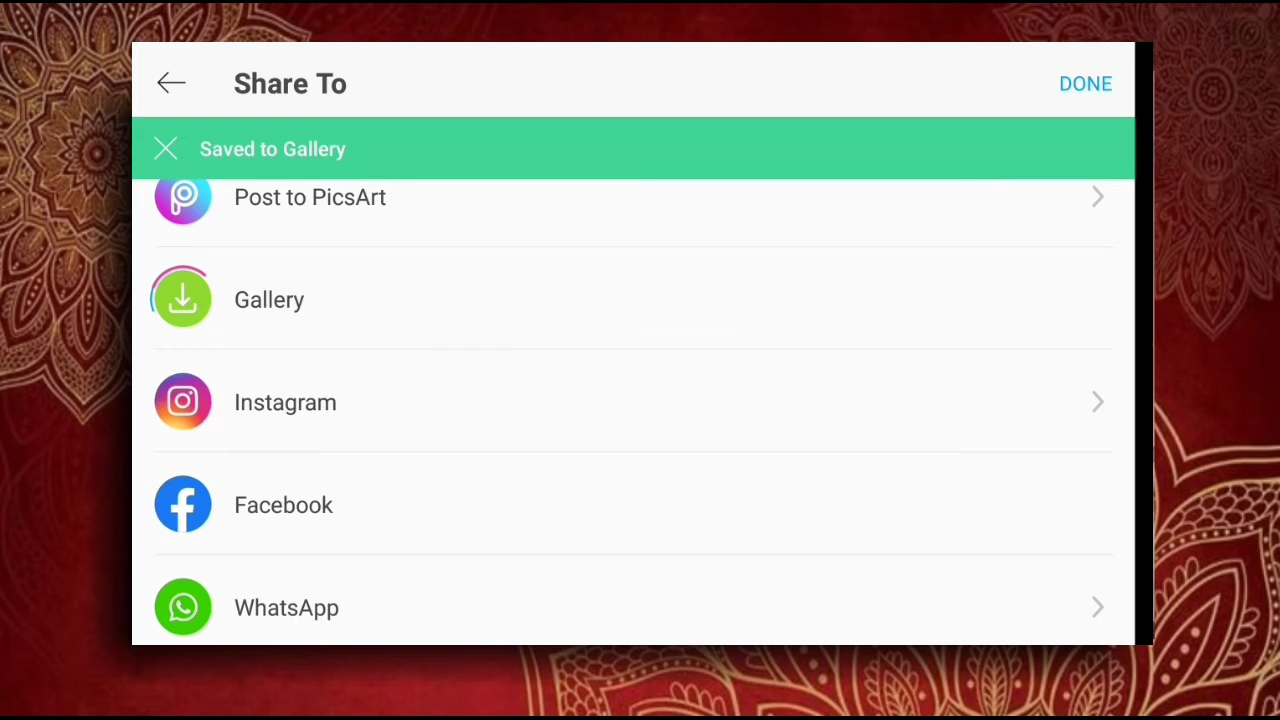 Share To
DONE
Saved to Gallery
Post to PicsArt
Gallery
Instagram
Facebook
WhatsApp